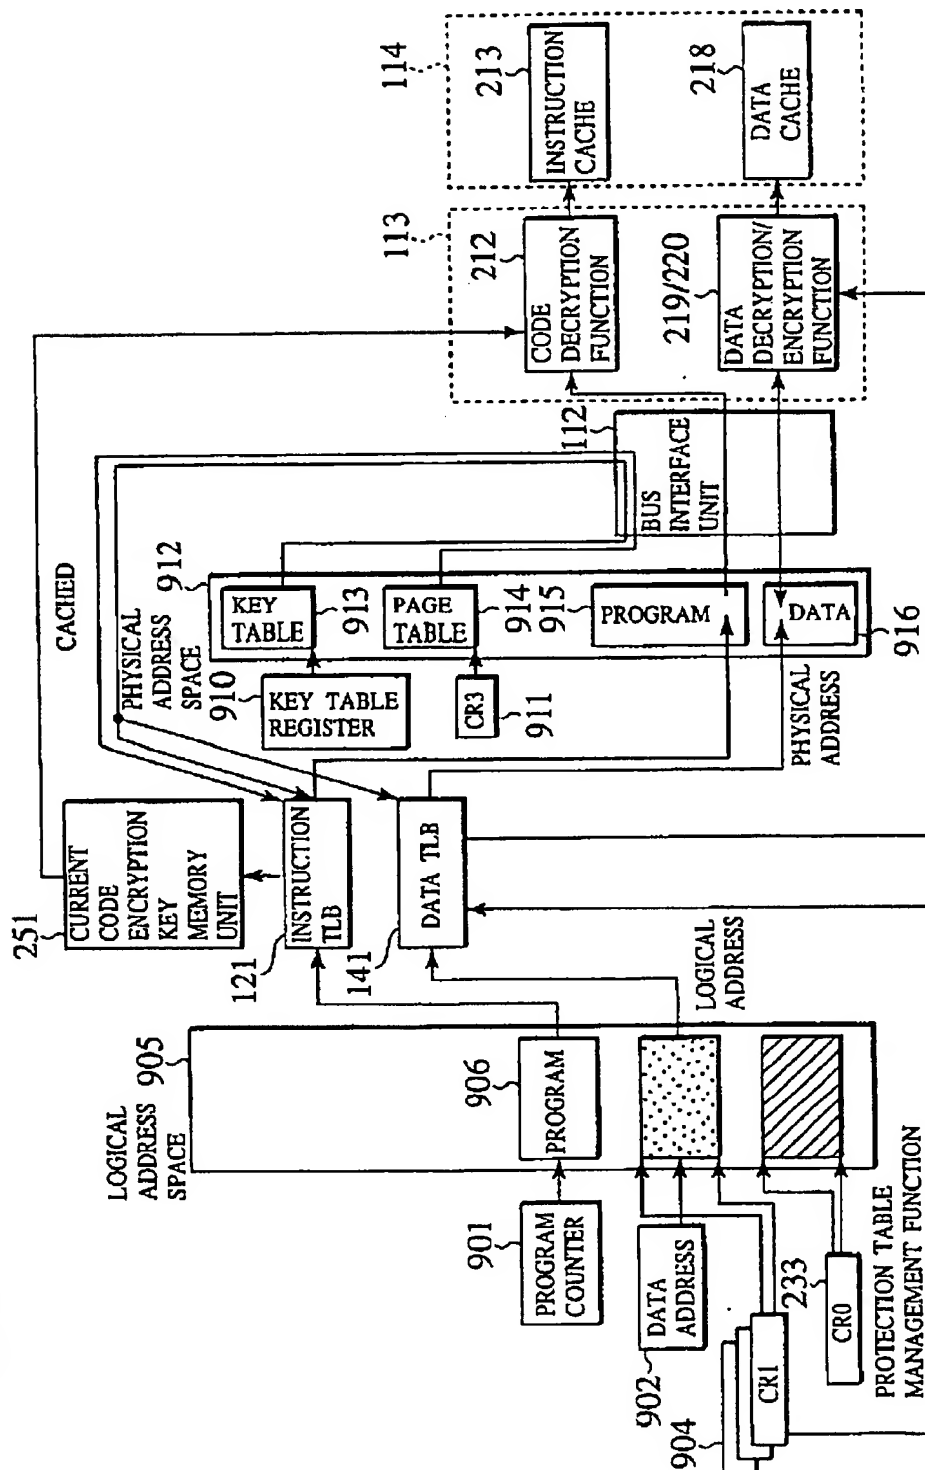 114
213
INSTRUCTION
CACHE
218
DATA
CACHE
113
212
CODE
DECRYPTION
FUNCTION
219/220
DATA
DECRYPTION/
ENCRYPTION
FUNCTION
112
BUS
INTERFACE
UNIT
CACHED
PHYSICAL
ADDRESS
SPACE
912
KEY
TABLE
913
PAGE
TABLE
914
915
PROGRAM
DATA
916
910
KEY TABLE
REGISTER
CR3
911
PHYSICAL
ADDRESS
251
CURRENT
CODE
ENCRYPTION
KEY
MEMORY
UNIT
121
INSTRUCTION
TLB
141
DATA TLB
LOGICAL
ADDRESS
LOGICAL
ADDRESS
SPACE
905
906
PROGRAM
901
PROGRAM
COUNTER
902
DATA
ADDRESS
904
CR1
233
CR0
PROTECTION TABLE
MANAGEMENT FUNCTION